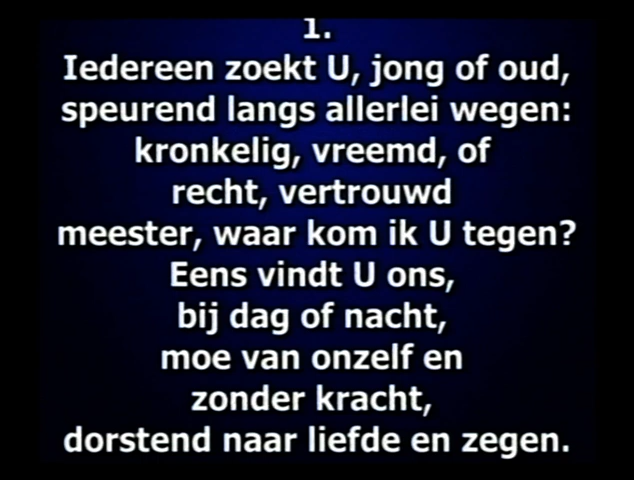 1.
Iedereen zoekt U, jong of oud,
speurend langs allerlei wegen:
kronkelig, vreemd, of
recht, vertrouwd
meester, waar kom ik U tegen?
Eens vindt U ons,
bij dag of nacht,
moe van onzelf en
zonder kracht,
dorstend naar liefde en zegen.